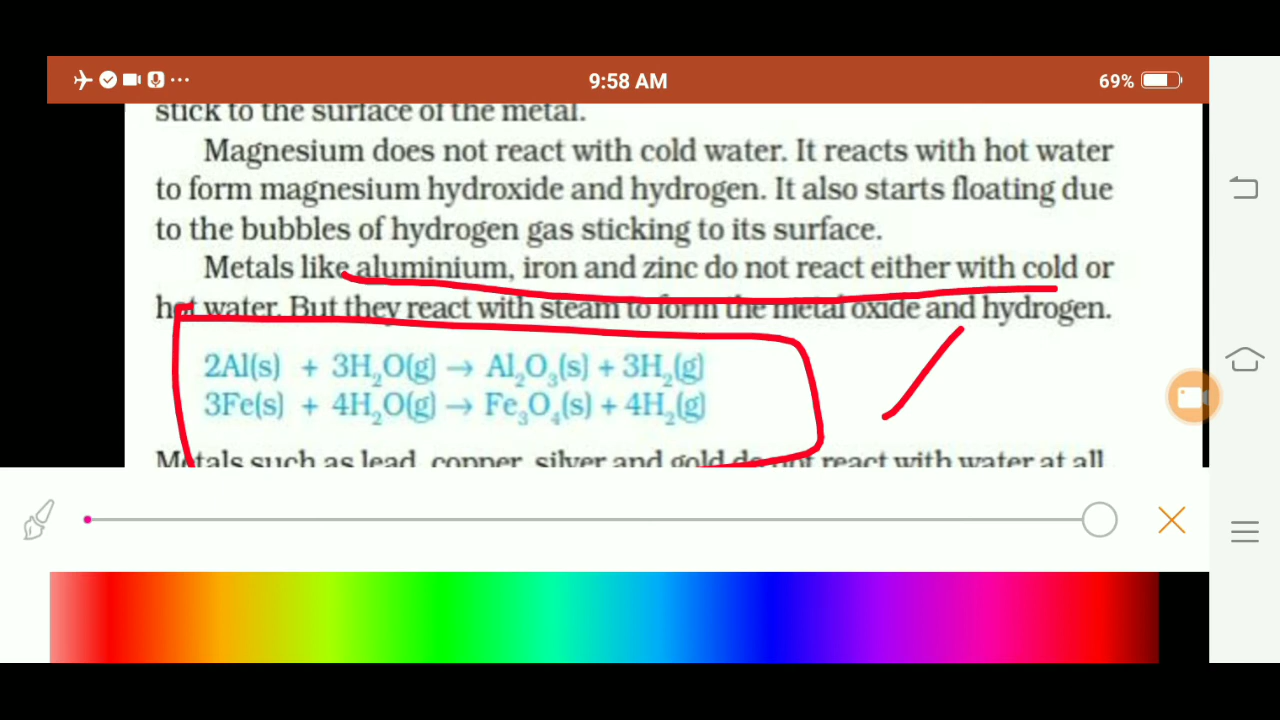 9:58 AM
69%
stick to the surface of the metal.
Magnesium does not react with cold water. It reacts with hot water
to form magnesium hydroxide and hydrogen. It also starts floating due
to the bubbles of hydrogen gas sticking to its surface.
Metals like aluminium, iron and zinc do not react either with cold or
hot water. But they react with steam to form the metal oxide and hydrogen.
2Al(s) + 3H₂O(g) → Al₂O₃(s) + 3H₂(g)
3Fe(s) + 4H₂O(g) → Fe₃O₄(s) + 4H₂(g)
Metals such as lead, copper, silver and gold do not react with water at all.